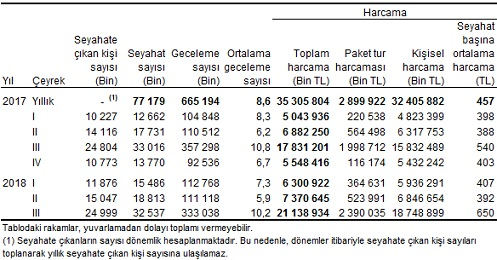 Harcama
Yıl Çeyrek Seyahate çıkan kişi sayısı (Bin) Seyahat sayısı (Bin) Geceleme sayısı (Bin) Ortalama geceleme sayısı Toplam harcama (Bin TL) Paket tur harcaması (Bin TL) Kişisel harcama (Bin TL) Seyahat başına ortalama harcama (TL)
2017 Yıllık - (1) 77 179 665 194 8,6 35 305 804 2 899 922 32 405 882 457
I 10 227 12 662 104 848 8,3 5 043 936 220 538 4 823 399 398
II 14 116 17 731 110 512 6,2 6 882 250 564 498 6 317 753 388
III 24 804 33 016 357 298 10,8 17 831 201 1 998 712 15 832 489 540
IV 10 773 13 770 92 536 6,7 5 548 416 116 174 5 432 242 403
2018 I 11 876 15 486 112 768 7,3 6 300 922 364 631 5 936 291 407
II 15 047 18 813 111 118 5,9 7 370 645 523 991 6 846 654 392
III 24 999 32 537 333 038 10,2 21 138 934 2 390 035 18 748 899 650
Tablodaki rakamlar, yuvarlamadan dolayı toplamı vermeyebilir.
(1) Seyahate çıkanların sayısı dönemlik hesaplanmaktadır. Bu nedenle, dönemler itibariyle seyahate çıkan kişi sayıları
toplanarak yıllık seyahate çıkan kişi sayısına ulaşılamaz.